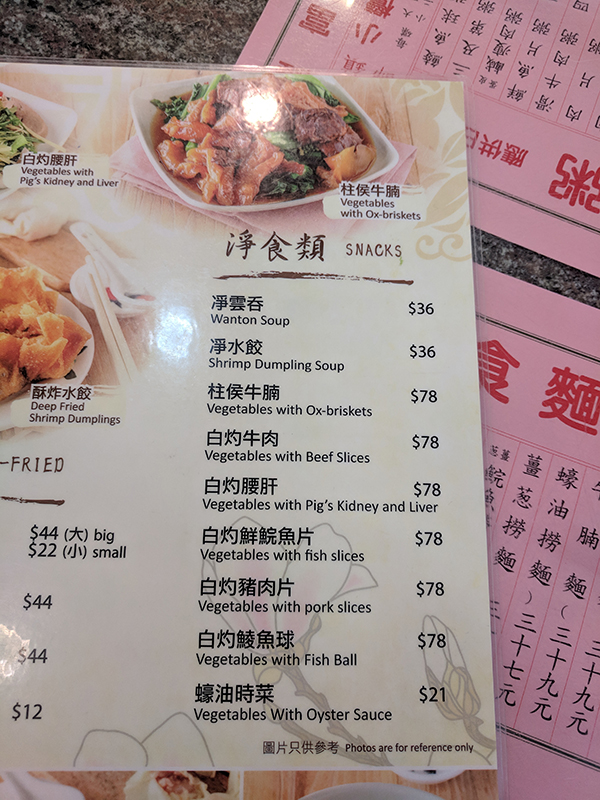 白灼腰肝
Vegetables with
Pig's Kidney and Liver
柱侯牛腩
Vegetables
with Ox-briskets
淨食類 SNACKS
淨雲吞 $36
Wanton Soup
淨水餃 $36
Shrimp Dumpling Soup
柱侯牛腩 $78
Vegetables with Ox-briskets
白灼牛肉 $78
Vegetables with Beef Slices
白灼腰肝 $78
Vegetables with Pig's Kidney and Liver
白灼鮮鯇魚片 $78
Vegetables with fish slices
白灼豬肉片 $78
Vegetables with pork slices
白灼鯪魚球 $78
Vegetables with Fish Ball
蠔油時菜 $21
Vegetables With Oyster Sauce
圖片只供參考 Photos are for reference only
酥炸水餃
Deep Fried
Shrimp Dumplings
-FRIED
$44 (大) big
$22 (小) small
$44
$44
$12
應供
粥
食麵
蠔油撈麵（三十九元
薑葱撈麵）三十七元